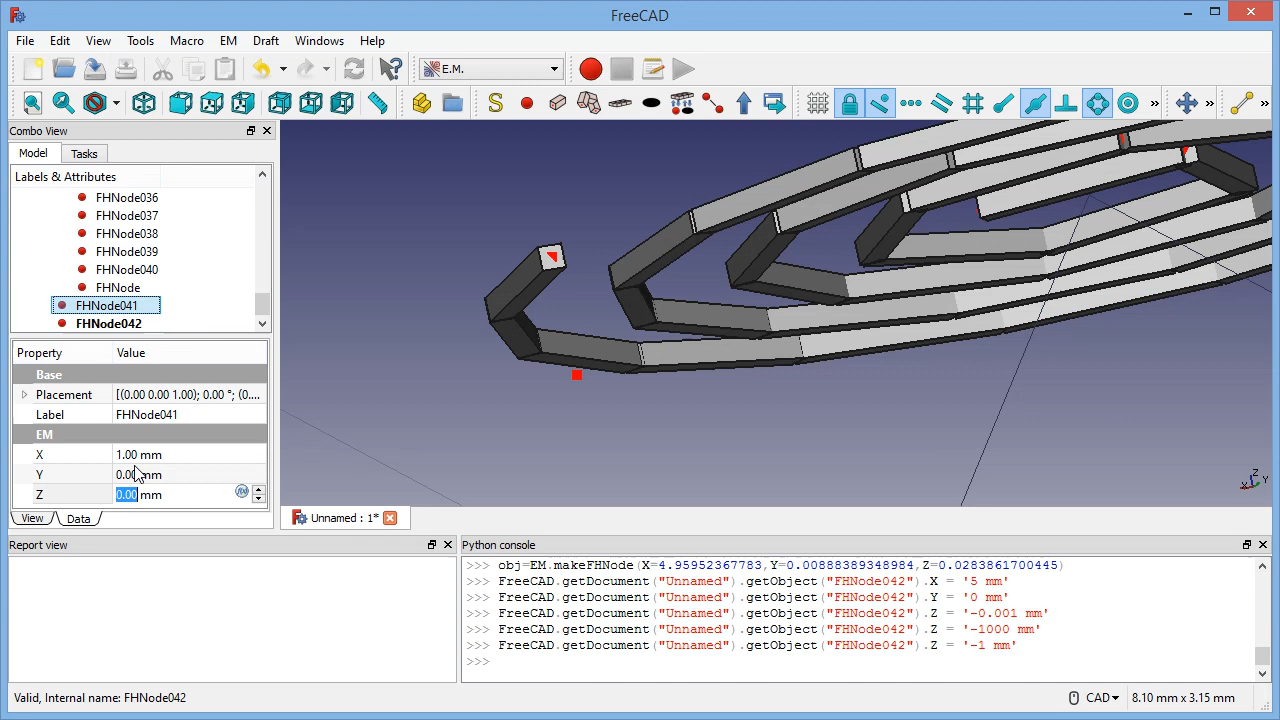 FreeCAD
File Edit View Tools Macro EM Draft Windows Help
E.M.
» » »
Combo View
Model Tasks
Labels & Attributes
FHNode036
FHNode037
FHNode038
FHNode039
FHNode040
FHNode
FHNode041
FHNode042
Property Value
Base
Placement [(0.00 0.00 1.00); 0.00 °; (0....
Label FHNode041
EM
X 1.00 mm
Y 0.00 mm
Z 0.00 mm
View Data
Z
X Y
Unnamed : 1*
Report view
Python console
>>> obj=EM.makeFHNode(X=4.95952367783,Y=0.00888389348984,Z=0.0283861700445)
>>> FreeCAD.getDocument("Unnamed").getObject("FHNode042").X = '5 mm'
>>> FreeCAD.getDocument("Unnamed").getObject("FHNode042").Y = '0 mm'
>>> FreeCAD.getDocument("Unnamed").getObject("FHNode042").Z = '-0.001 mm'
>>> FreeCAD.getDocument("Unnamed").getObject("FHNode042").Z = '-1000 mm'
>>> FreeCAD.getDocument("Unnamed").getObject("FHNode042").Z = '-1 mm'
>>>
Valid, Internal name: FHNode042
CAD 8.10 mm x 3.15 mm